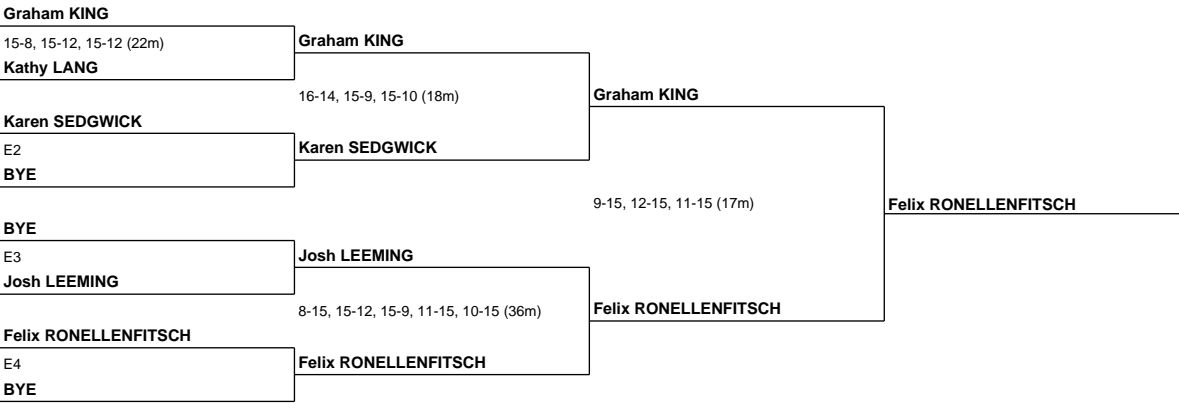 Graham KING
15-8, 15-12, 15-12 (22m)
Kathy LANG
Karen SEDGWICK
E2
BYE
BYE
E3
Josh LEEMING
Felix RONELLENFITSCH
E4
BYE
Graham KING
16-14, 15-9, 15-10 (18m)
Karen SEDGWICK
Josh LEEMING
8-15, 15-12, 15-9, 11-15, 10-15 (36m)
Felix RONELLENFITSCH
Graham KING
9-15, 12-15, 11-15 (17m)
Felix RONELLENFITSCH
Felix RONELLENFITSCH